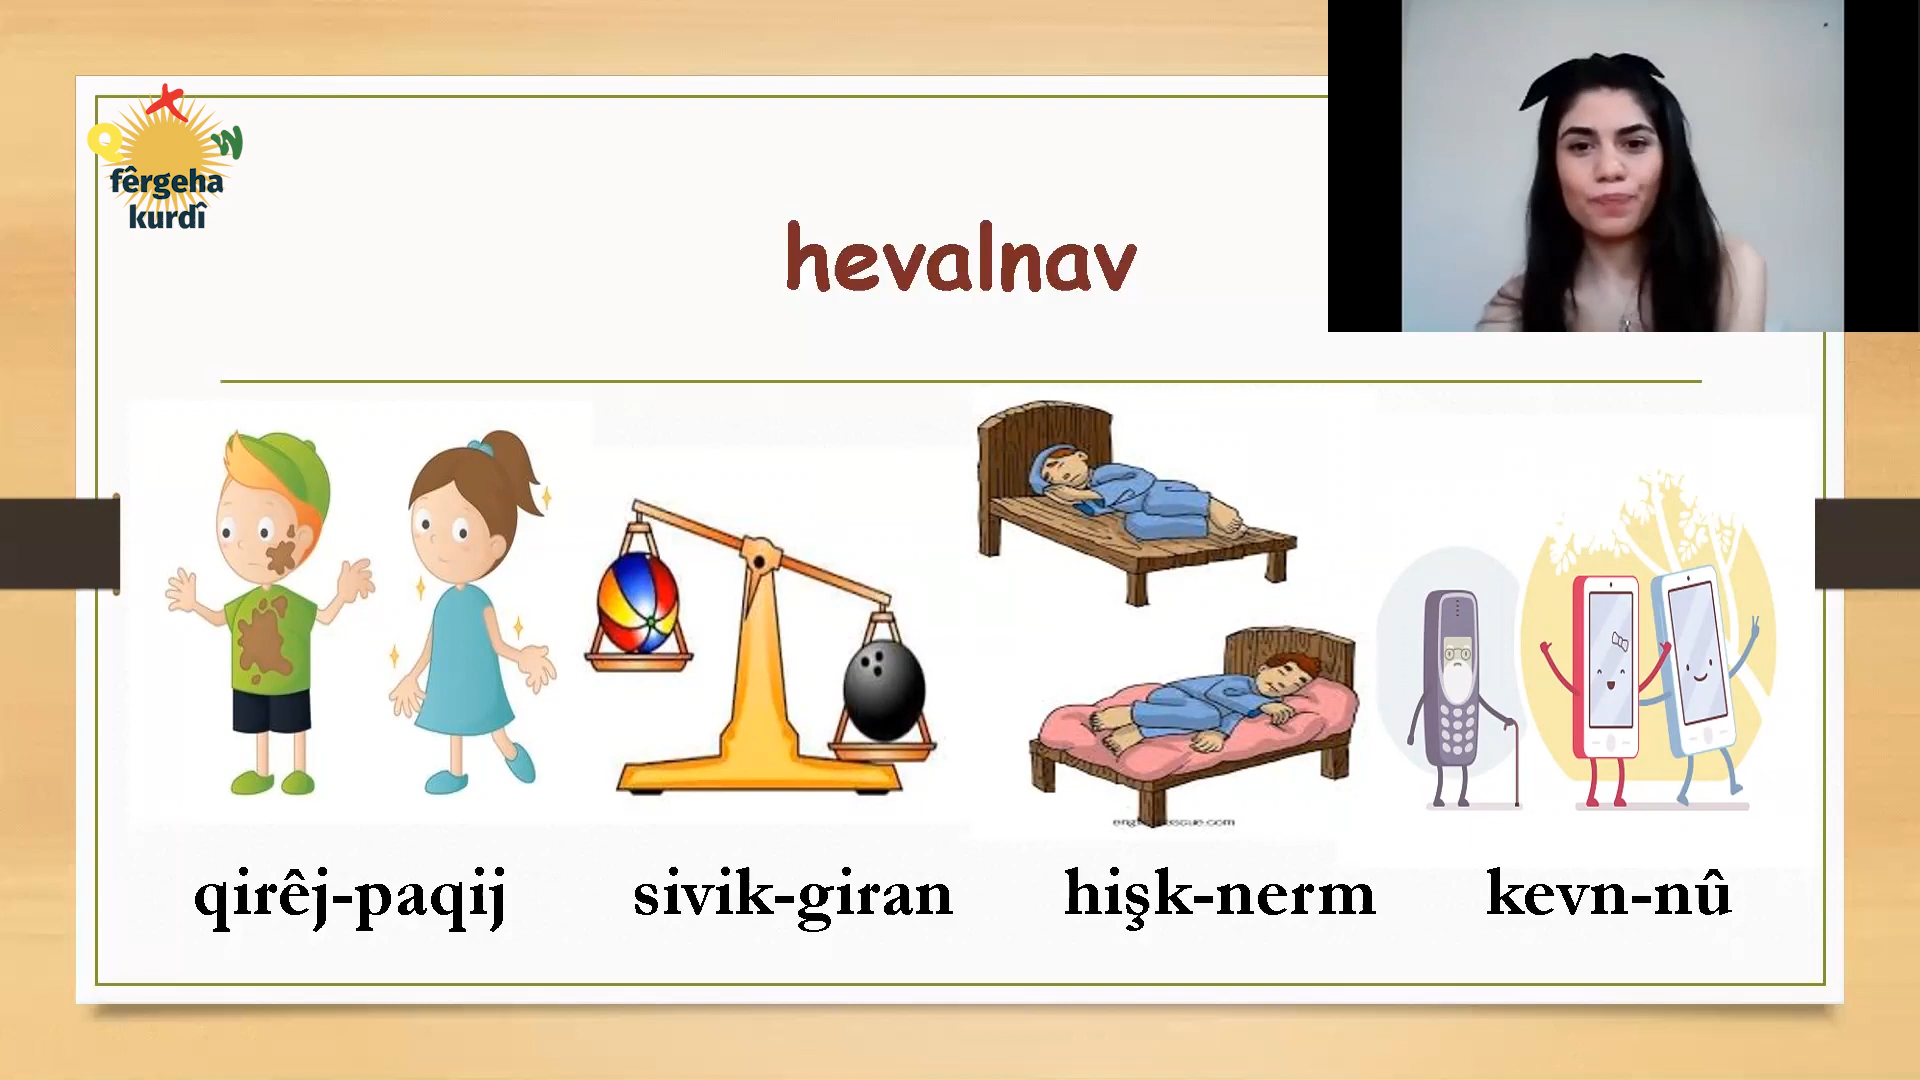 Q X W
fêrgeha
kurdî
hevalnav
qirêj-paqij
sivik-giran
hişk-nerm
kevn-nû